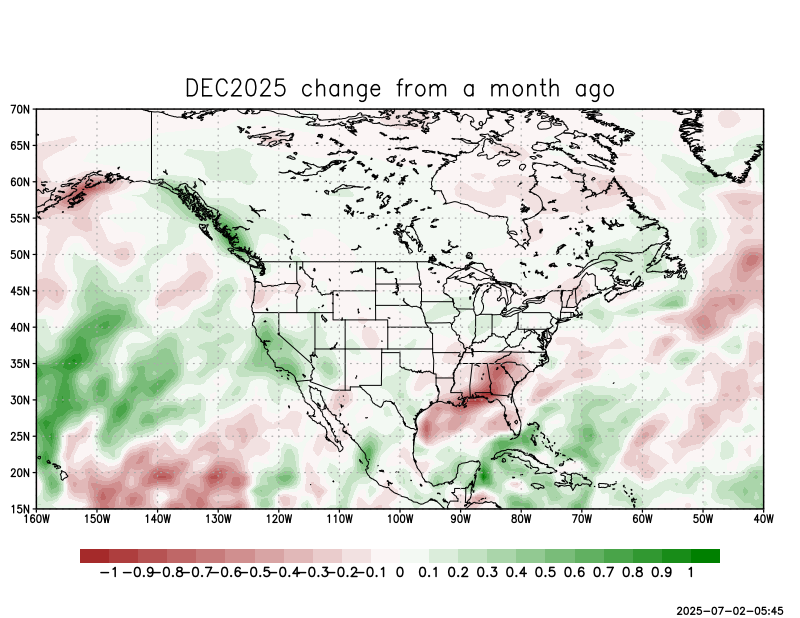 DEC2025 change from a month ago
70N
65N
60N
55N
50N
45N
40N
35N
30N
25N
20N
15N
160W 150W 140W 130W 120W 110W 100W 90W 80W 70W 60W 50W 40W
-1 -0.9 -0.8 -0.7 -0.6 -0.5 -0.4 -0.3 -0.2 -0.1 0 0.1 0.2 0.3 0.4 0.5 0.6 0.7 0.8 0.9 1
2025-07-02-05:45